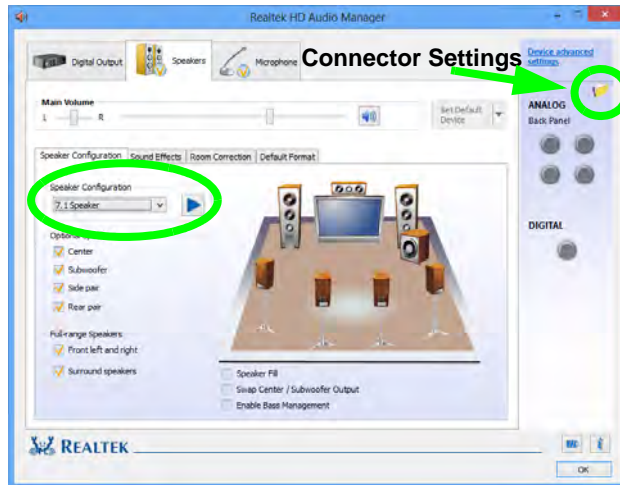 Realtek HD Audio Manager
Digital Output
Speakers
Microphone
Connector Settings
Device advanced
settings
Main Volume
L
R
Set Default
Device
ANALOG
Back Panel
Speaker Configuration
Sound Effects
Room Correction
Default Format
Speaker Configuration
7.1 Speaker
DIGITAL
Center
Subwoofer
Side pair
Rear pair
Full-range Speakers
Front left and right
Surround speakers
Speaker Fill
Swap Center / Subwoofer Output
Enable Bass Management
REALTEK
OK